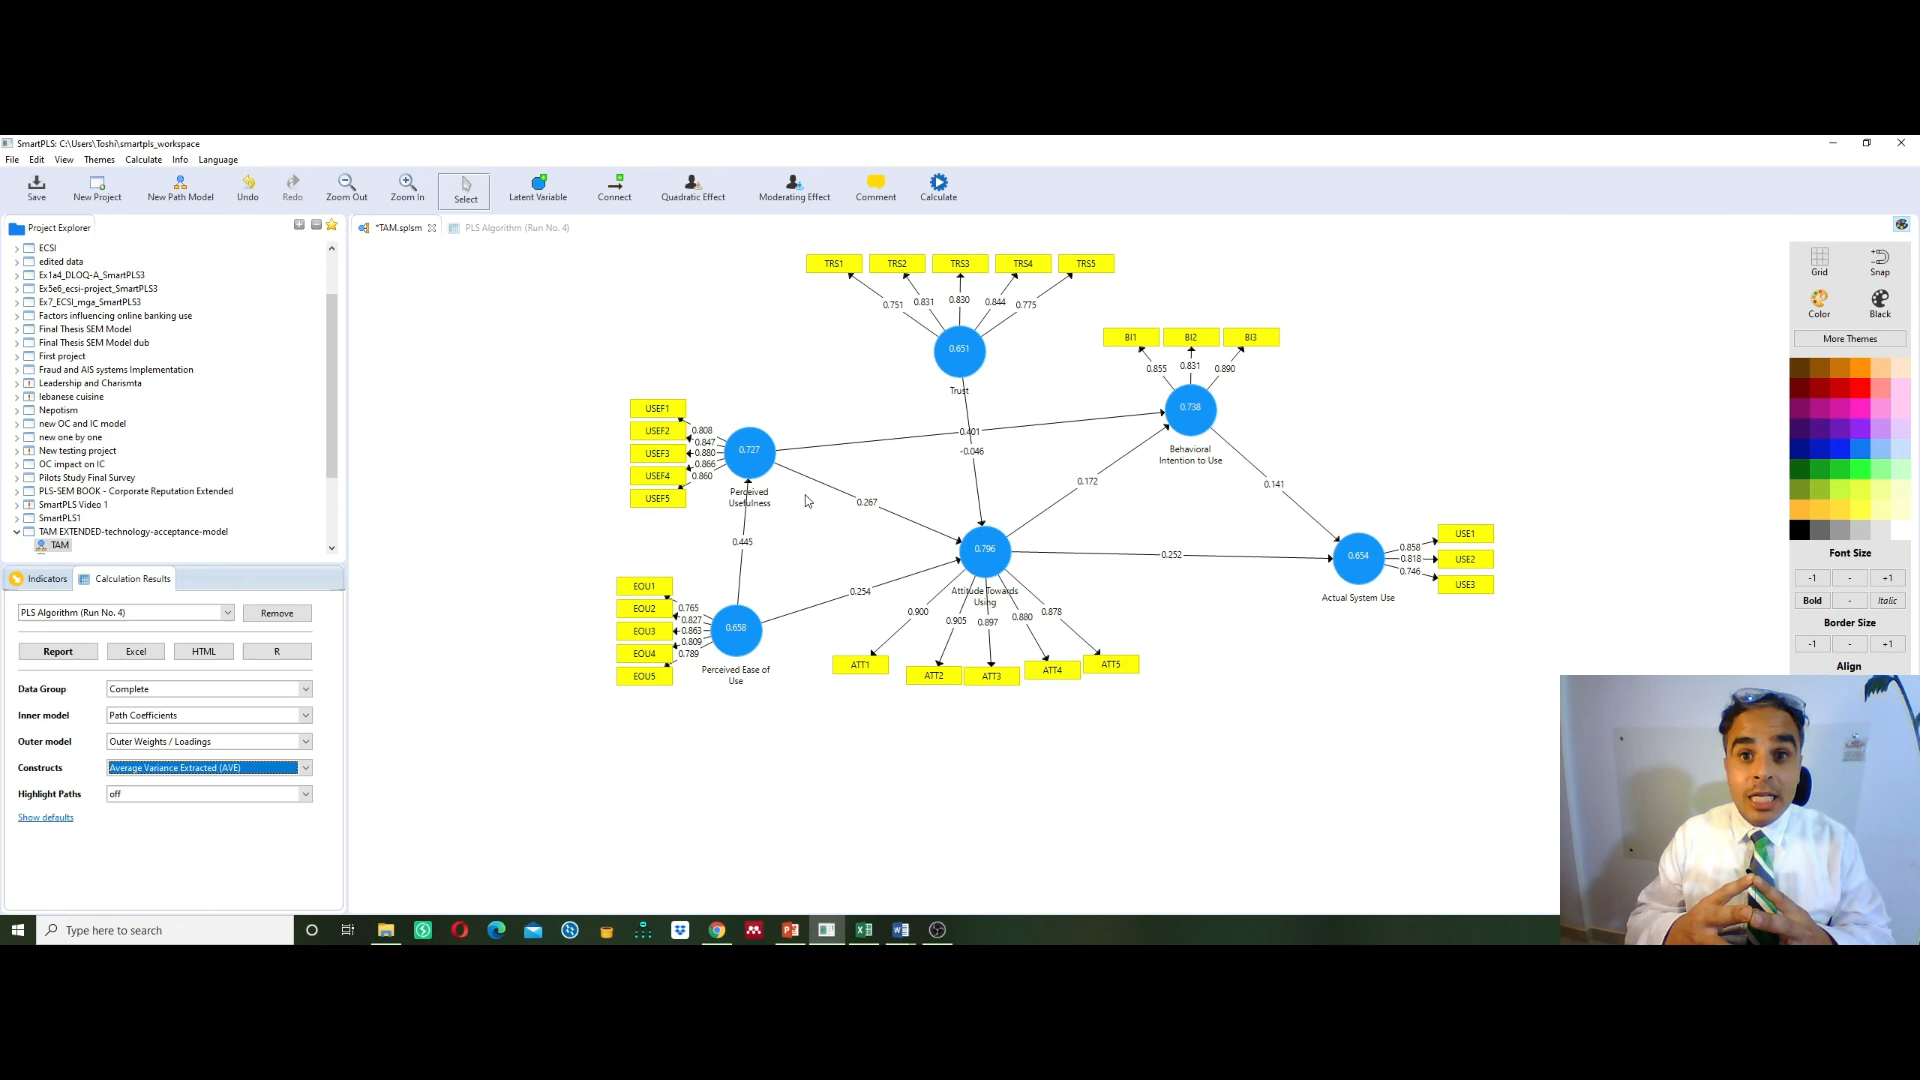 SmartPLS: C:\Users\Toshi\smartpls_workspace
File Edit View Themes Calculate Info Language
Save New Project New Path Model Undo Redo Zoom Out Zoom In Select Latent Variable Connect Quadratic Effect Moderating Effect Comment Calculate
Project Explorer
*TAM.splsm PLS Algorithm (Run No. 4)
ECSI
edited data
Ex1a4_DLOQ-A_SmartPLS3
Ex5e6_ecsi-project_SmartPLS3
Ex7_ECSI_mga_SmartPLS3
Factors influencing online banking use
Final Thesis SEM Model
Final Thesis SEM Model dub
First project
Fraud and AIS systems Implementation
Leadership and Charismta
lebanese cuisine
Nepotism
new OC and IC model
new one by one
New testing project
OC impact on IC
Pilots Study Final Survey
PLS-SEM BOOK - Corporate Reputation Extended
SmartPLS Video 1
SmartPLS1
TAM EXTENDED-technology-acceptance-model
TAM
Indicators Calculation Results
PLS Algorithm (Run No. 4) Remove
Report Excel HTML R
Data Group Complete
Inner model Path Coefficients
Outer model Outer Weights / Loadings
Constructs Average Variance Extracted (AVE)
Highlight Paths off
Show defaults
TRS1 TRS2 TRS3 TRS4 TRS5
0.751 0.831 0.830 0.844 0.775
0.651
Trust
BI1 BI2 BI3
0.855 0.831 0.890
0.738
Behavioral
Intention to Use
USEF1
USEF2
USEF3
USEF4
USEF5
0.808
0.847
0.880
0.866
0.860
0.727
Perceived
Usefulness
0.401
-0.046
0.172
0.141
0.267
0.445
0.254
0.252
EOU1
EOU2
EOU3
EOU4
EOU5
0.765
0.827
0.863
0.809
0.789
0.658
Perceived Ease of
Use
0.796
Attitude Towards
Using
0.900 0.905 0.897 0.880 0.878
ATT1 ATT2 ATT3 ATT4 ATT5
0.654
Actual System Use
0.858
0.818
0.746
USE1
USE2
USE3
Grid Snap
Color Black
More Themes
Font Size
-1 - +1
Bold - Italic
Border Size
-1 - +1
Align
Type here to search